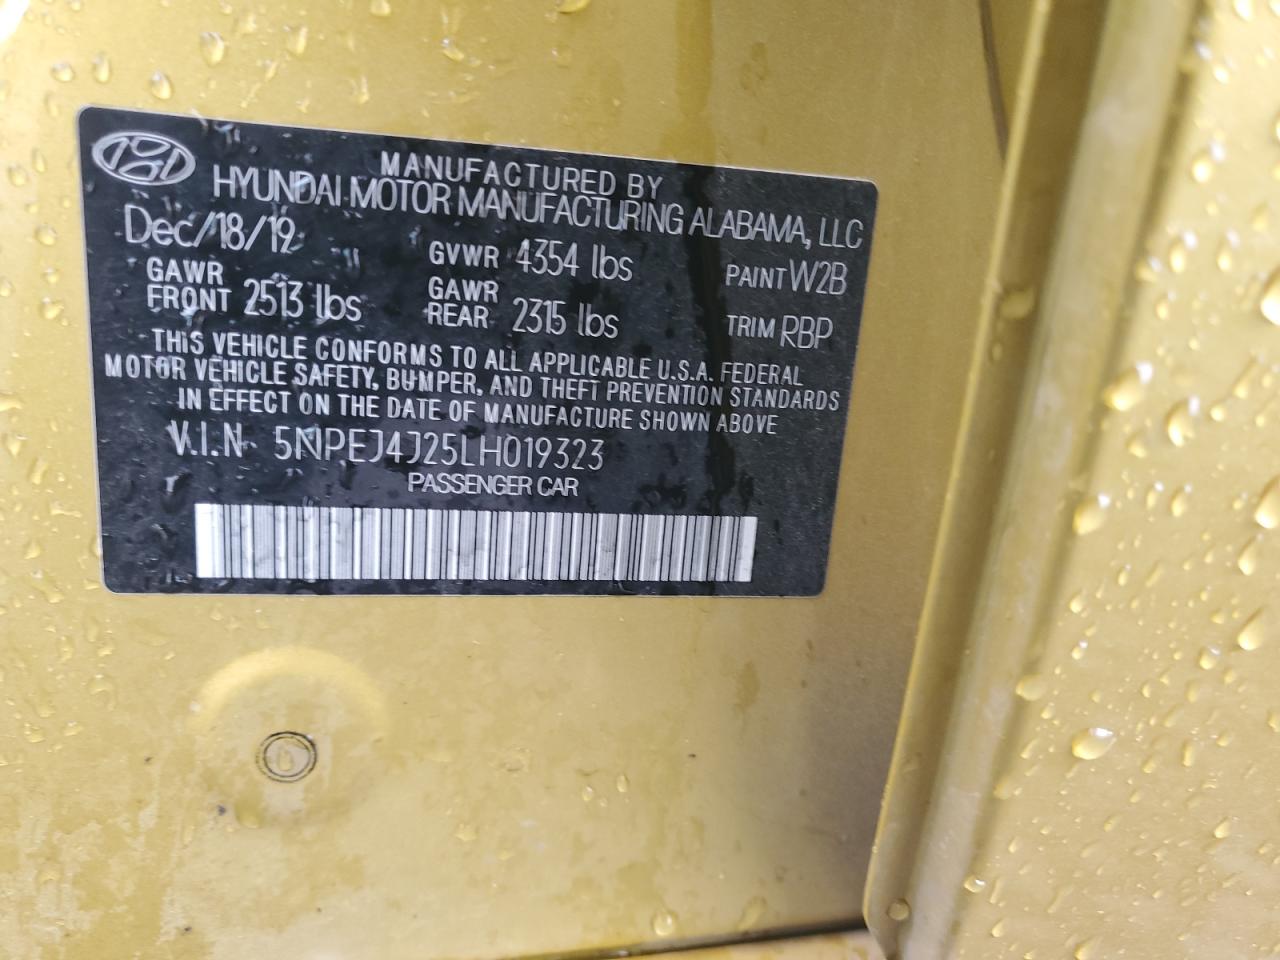 MANUFACTURED BY
HYUNDAI MOTOR MANUFACTURING ALABAMA, LLC
Dec/18/19 GVWR 4354 lbs PAINT W2B
GAWR FRONT 2513 lbs GAWR REAR 2315 lbs TRIM RBP
THIS VEHICLE CONFORMS TO ALL APPLICABLE U.S.A. FEDERAL
MOTOR VEHICLE SAFETY, BUMPER, AND THEFT PREVENTION STANDARDS
IN EFFECT ON THE DATE OF MANUFACTURE SHOWN ABOVE
V.I.N 5NPEJ4J25LH019323
PASSENGER CAR